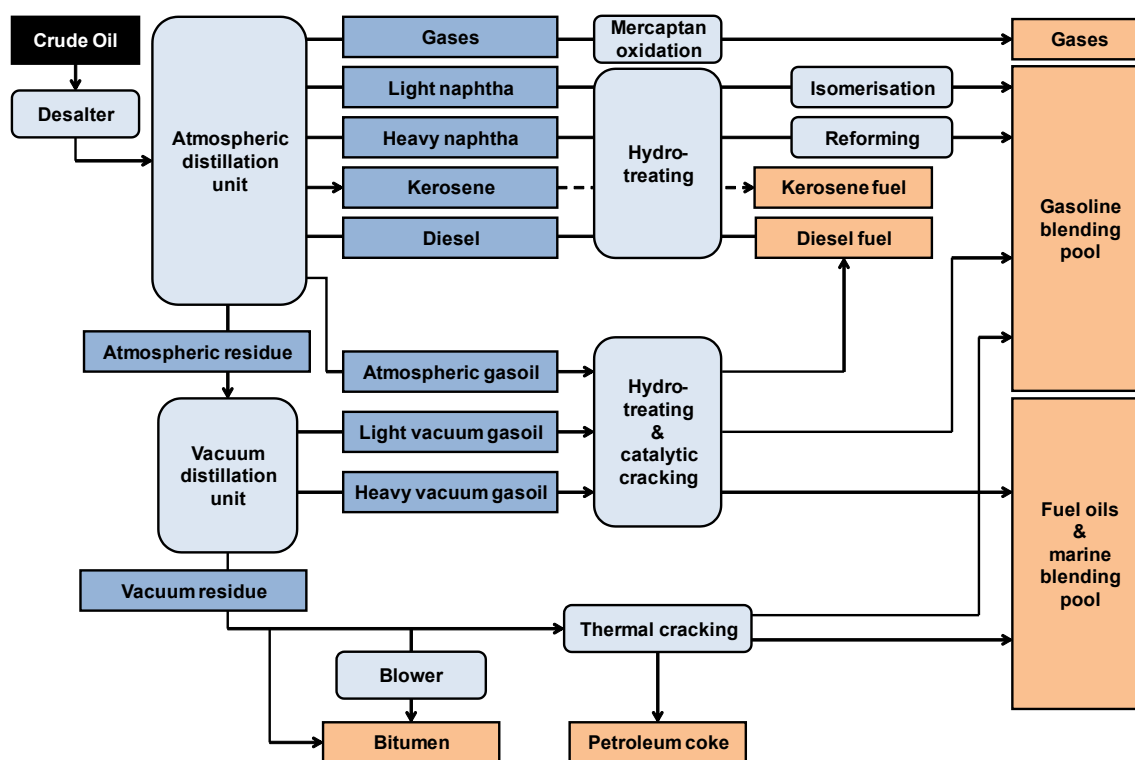 Crude Oil
Desalter
Atmospheric
distillation
unit
Gases
Mercaptan
oxidation
Gases
Light naphtha
Isomerisation
Heavy naphtha
Hydro-
treating
Reforming
Kerosene
Kerosene fuel
Diesel
Diesel fuel
Gasoline
blending
pool
Atmospheric residue
Atmospheric gasoil
Hydro-
treating
&
catalytic
cracking
Light vacuum gasoil
Vacuum
distillation
unit
Heavy vacuum gasoil
Fuel oils
&
marine
blending
pool
Vacuum residue
Thermal cracking
Blower
Bitumen
Petroleum coke